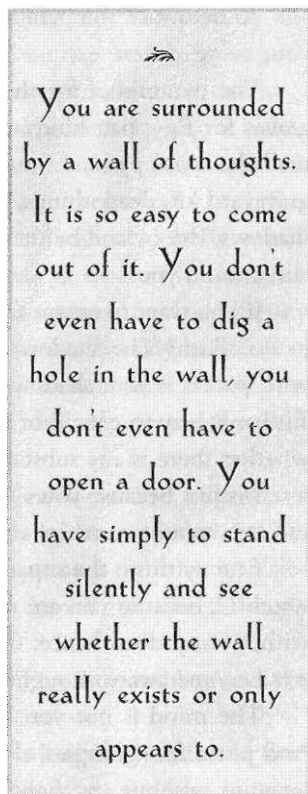 You are surrounded
by a wall of thoughts.
It is so easy to come
out of it. You don't
even have to dig a
hole in the wall, you
don't even have to
open a door. You
have simply to stand
silently and see
whether the wall
really exists or only
appears to.